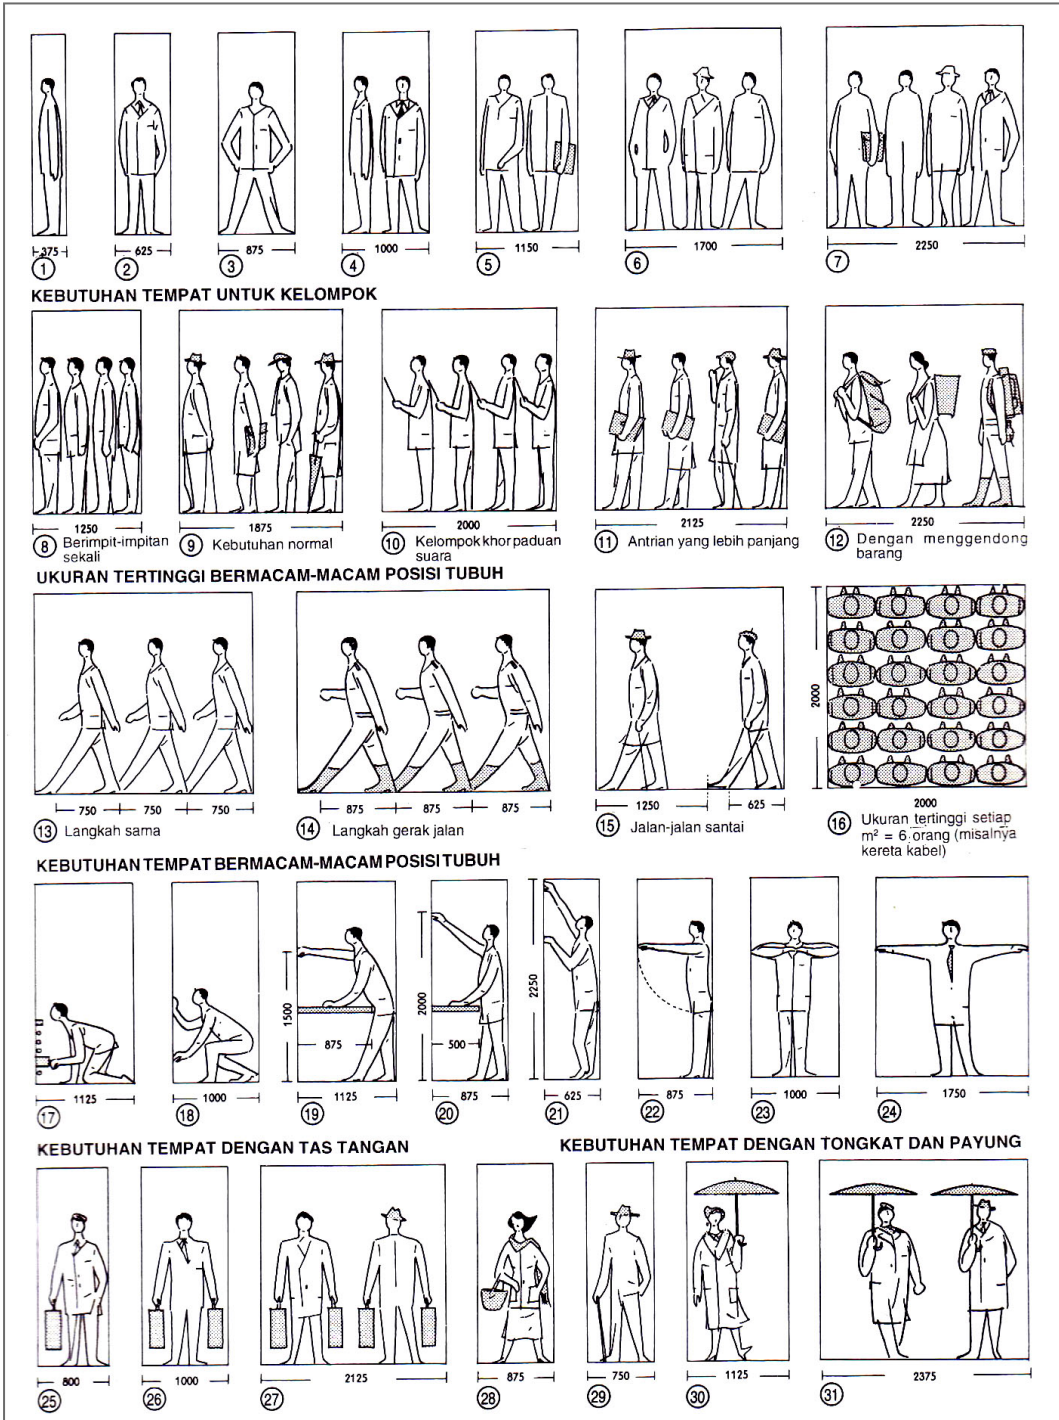 375
625
875
1000
1150
1700
2250
1
2
3
4
5
6
7
KEBUTUHAN TEMPAT UNTUK KELOMPOK
1250
1875
2000
2125
2250
8 Berimpit-impitan
sekali
9 Kebutuhan normal
10 Kelompok khor paduan
suara
11 Antrian yang lebih panjang
12 Dengan menggendong
barang
UKURAN TERTINGGI BERMACAM-MACAM POSISI TUBUH
750 750 750
875 875 875
1250 625
2000
2000
13 Langkah sama
14 Langkah gerak jalan
15 Jalan-jalan santai
16 Ukuran tertinggi setiap
m² = 6 orang (misalnya
kereta kabel)
KEBUTUHAN TEMPAT BERMACAM-MACAM POSISI TUBUH
1500
875
2000
500
2250
1125
1000
1125
875
625
875
1000
1750
17
18
19
20
21
22
23
24
KEBUTUHAN TEMPAT DENGAN TAS TANGAN
KEBUTUHAN TEMPAT DENGAN TONGKAT DAN PAYUNG
800
1000
2125
875
750
1125
2375
25
26
27
28
29
30
31